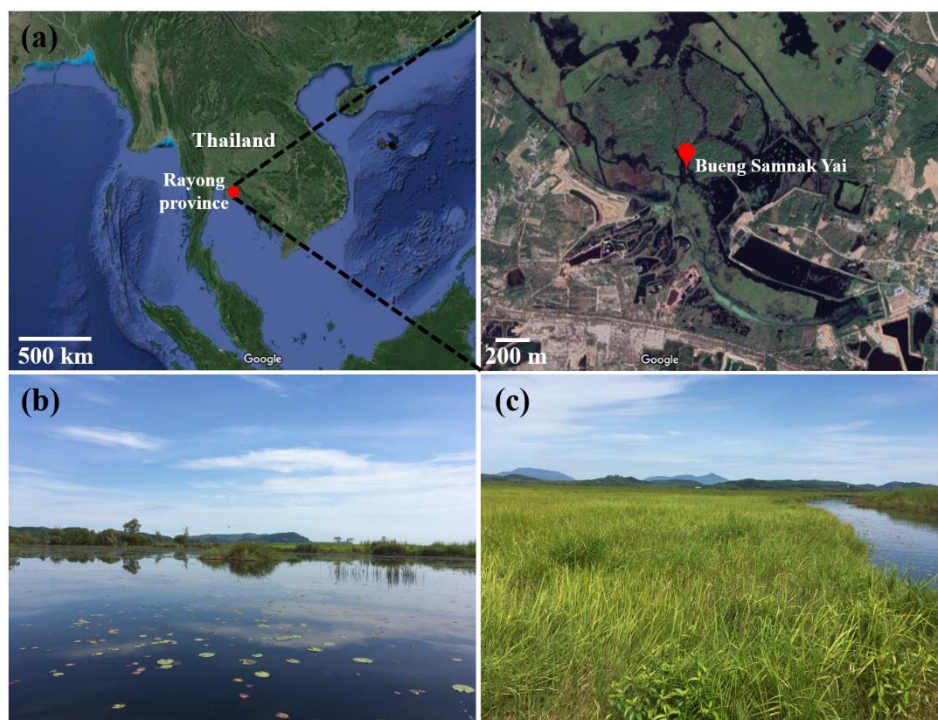 (a)
Thailand
Rayong
province
500 km
Google
Bueng Samnak Yai
200 m
Google
(b)
(c)